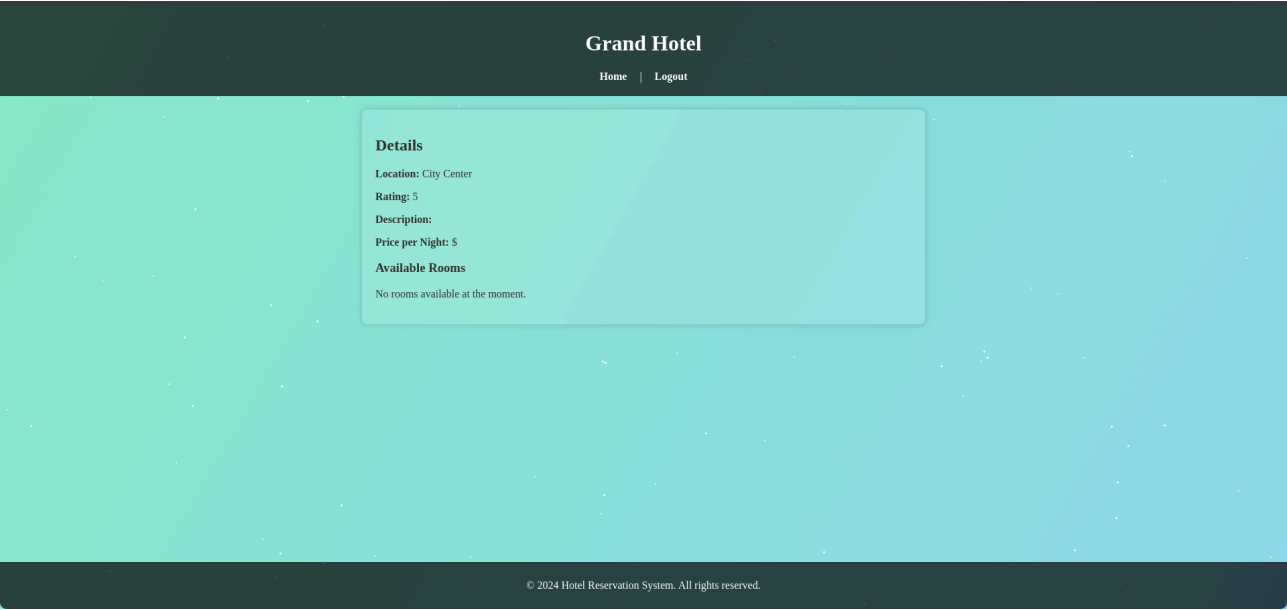 Grand Hotel
Home | Logout
Details
Location: City Center
Rating: 5
Description:
Price per Night: $
Available Rooms
No rooms available at the moment.
© 2024 Hotel Reservation System. All rights reserved.